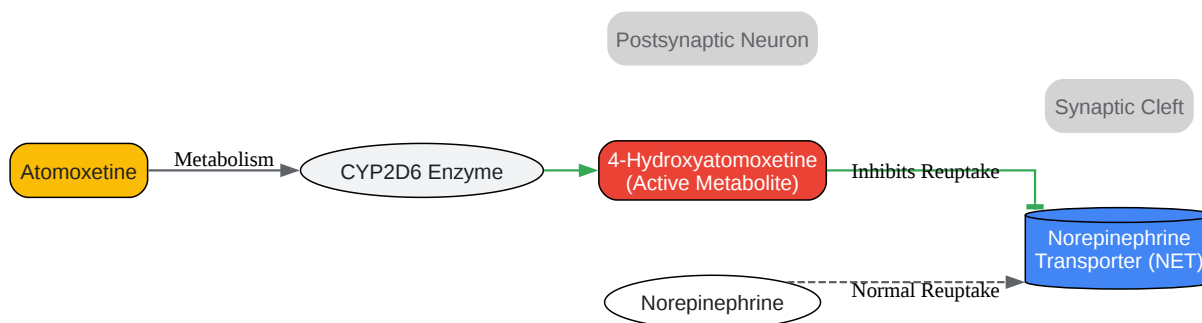 Postsynaptic Neuron
Synaptic Cleft
Atomoxetine
Metabolism
CYP2D6 Enzyme
4-Hydroxyatomoxetine
(Active Metabolite)
Inhibits Reuptake
Norepinephrine
Transporter (NET)
Norepinephrine
Normal Reuptake